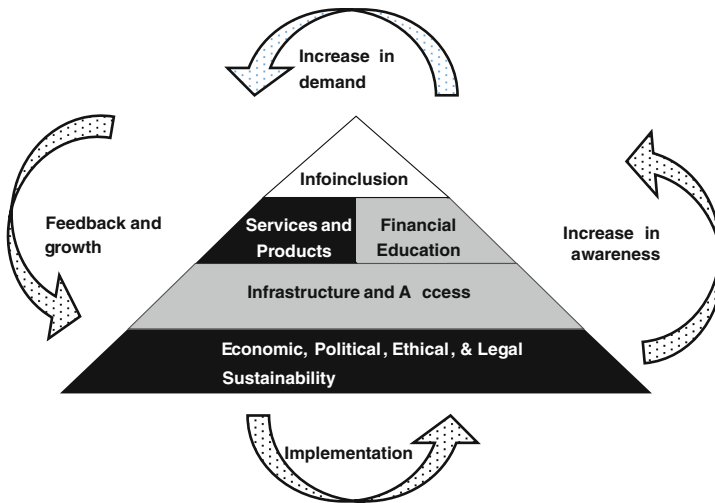 Increase in
demand
Infoinclusion
Feedback and
growth
Services and
Products
Financial
Education
Increase in
awareness
Infrastructure and A ccess
Economic, Political, Ethical, & Legal
Sustainability
Implementation